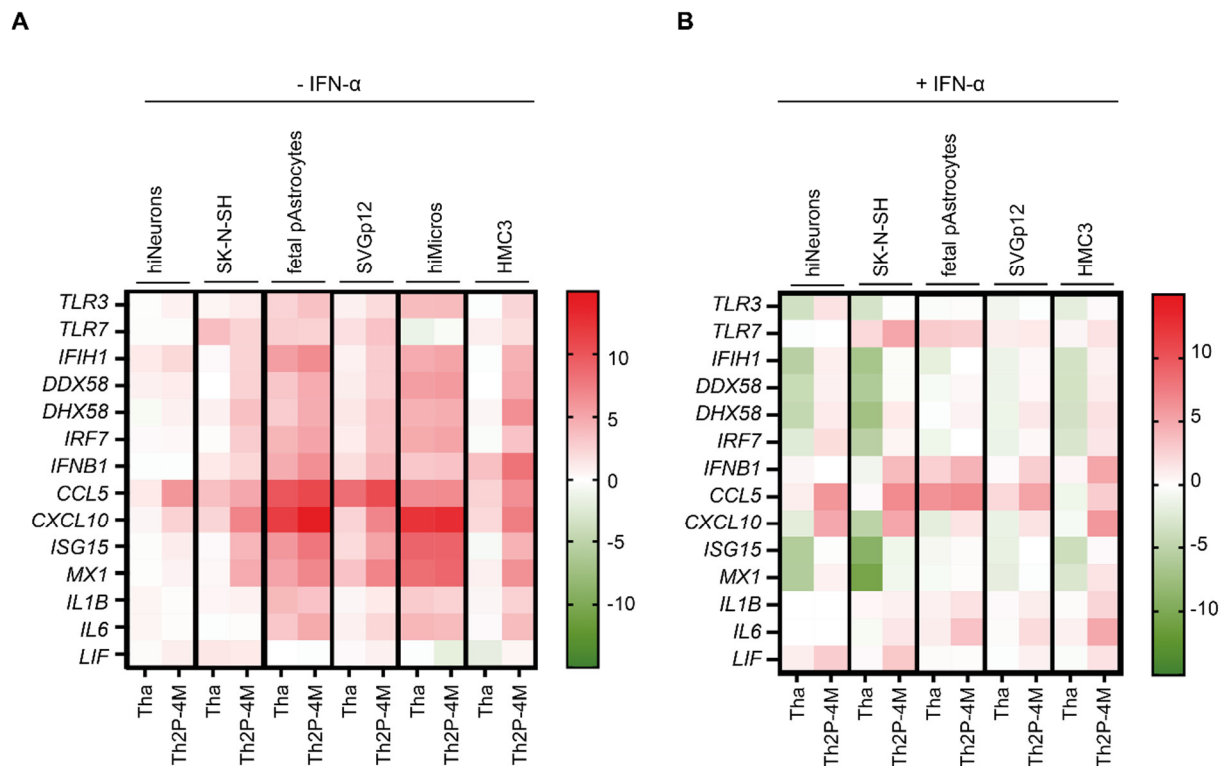 A
B
- IFN-α
+ IFN-α
hiNeurons
SK-N-SH
fetal pAstrocytes
SVGp12
hiMicros
HMC3
hiNeurons
SK-N-SH
fetal pAstrocytes
SVGp12
HMC3
TLR3
TLR7
IFIH1
DDX58
DHX58
IRF7
IFNB1
CCL5
CXCL10
ISG15
MX1
IL1B
IL6
LIF
10
5
0
-5
-10
Tha
Th2P-4M
Tha
Th2P-4M
Tha
Th2P-4M
Tha
Th2P-4M
Tha
Th2P-4M
Tha
Th2P-4M
TLR3
TLR7
IFIH1
DDX58
DHX58
IRF7
IFNB1
CCL5
CXCL10
ISG15
MX1
IL1B
IL6
LIF
10
5
0
-5
-10
Tha
Th2P-4M
Tha
Th2P-4M
Tha
Th2P-4M
Tha
Th2P-4M
Tha
Th2P-4M